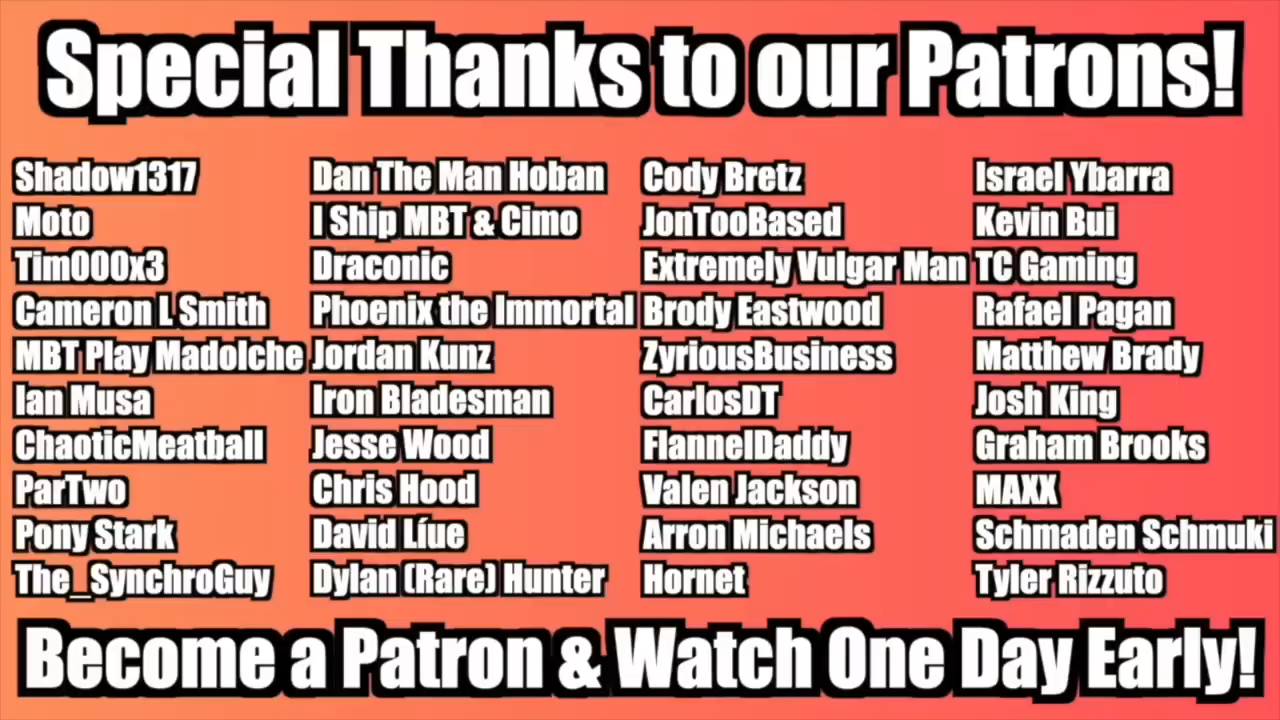 Special Thanks to our Patrons!
Shadow1317
Moto
Tim000x3
Cameron L Smith
MBT Play Madolche
Ian Musa
ChaoticMeatball
ParTwo
Pony Stark
The_SynchroGuy
Dan The Man Hoban
I Ship MBT & Cimo
Draconic
Phoenix the Immortal
Jordan Kunz
Iron Bladesman
Jesse Wood
Chris Hood
David Líue
Dylan (Rare) Hunter
Cody Bretz
JonTooBased
Extremely Vulgar Man
Brody Eastwood
ZyriousBusiness
CarlosDT
FlannelDaddy
Valen Jackson
Arron Michaels
Hornet
Israel Ybarra
Kevin Bui
TC Gaming
Rafael Pagan
Matthew Brady
Josh King
Graham Brooks
MAXX
Schmaden Schmuki
Tyler Rizzuto
Become a Patron & Watch One Day Early!